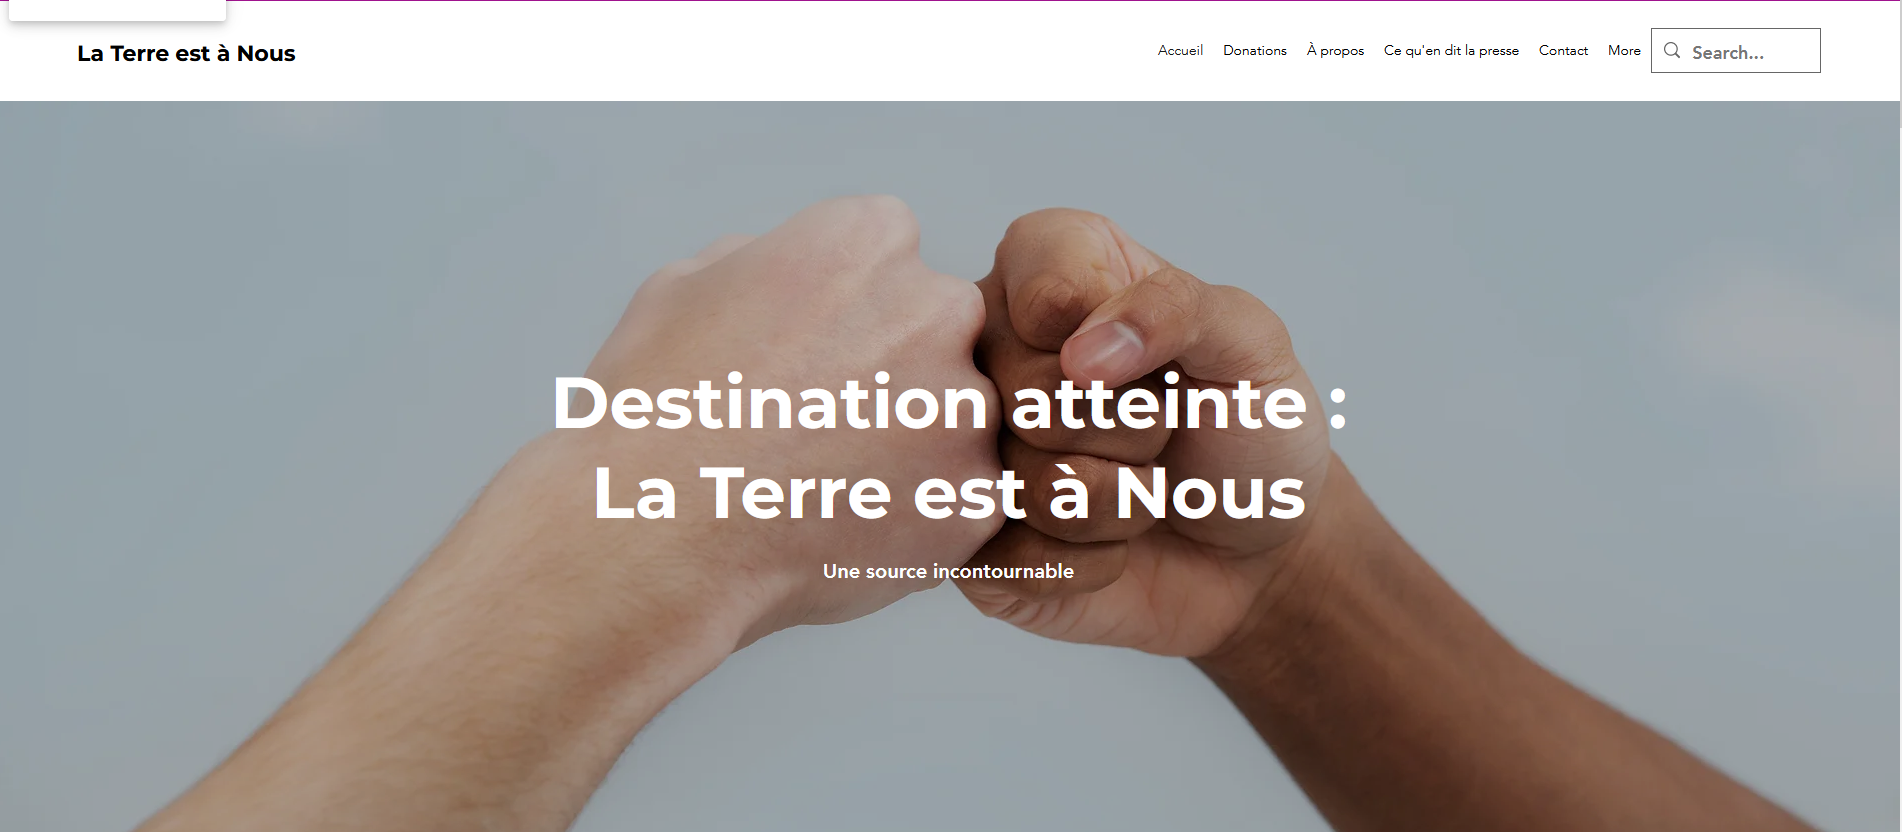 La Terre est à Nous
Accueil
Donations
À propos
Ce qu'en dit la presse
Contact
More
Search...
Destination atteinte :
La Terre est à Nous
Une source incontournable